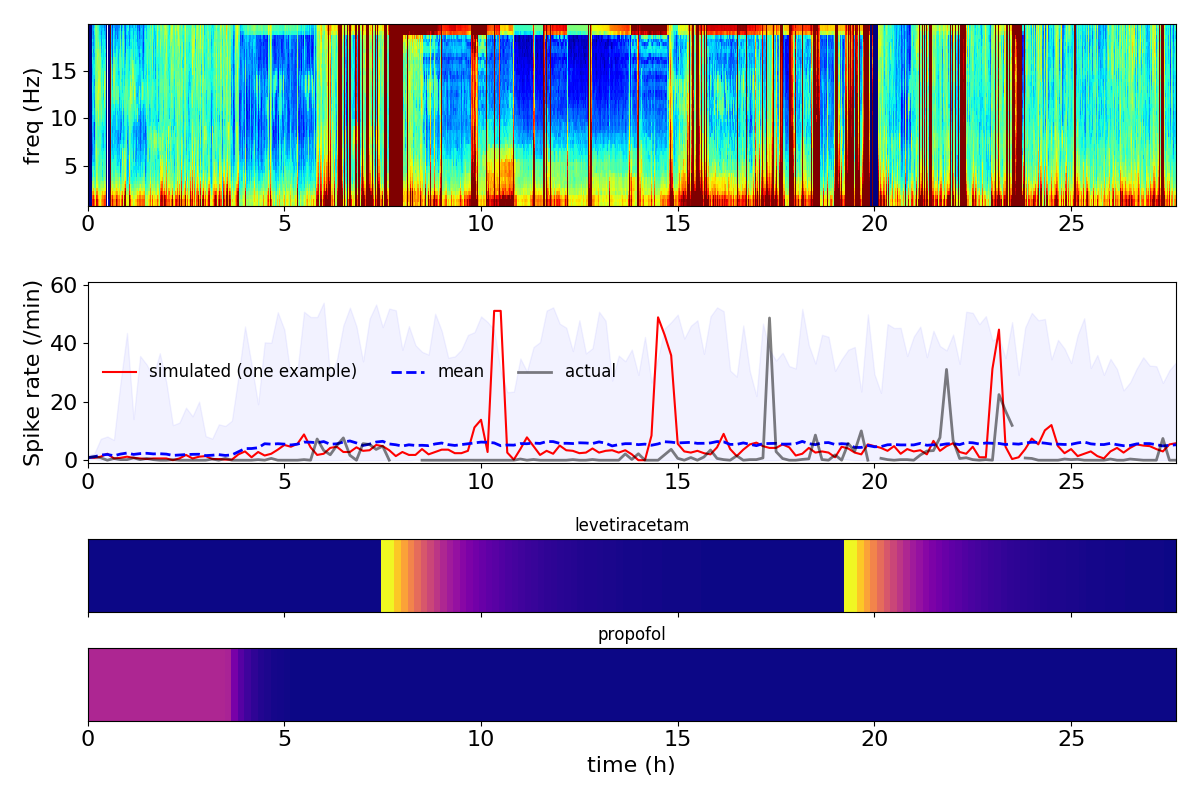 freq (Hz)
15
10
5
0 5 10 15 20 25
Spike rate (/min)
60
40
20
0
simulated (one example) mean actual
0 5 10 15 20 25
levetiracetam
propofol
0 5 10 15 20 25
time (h)